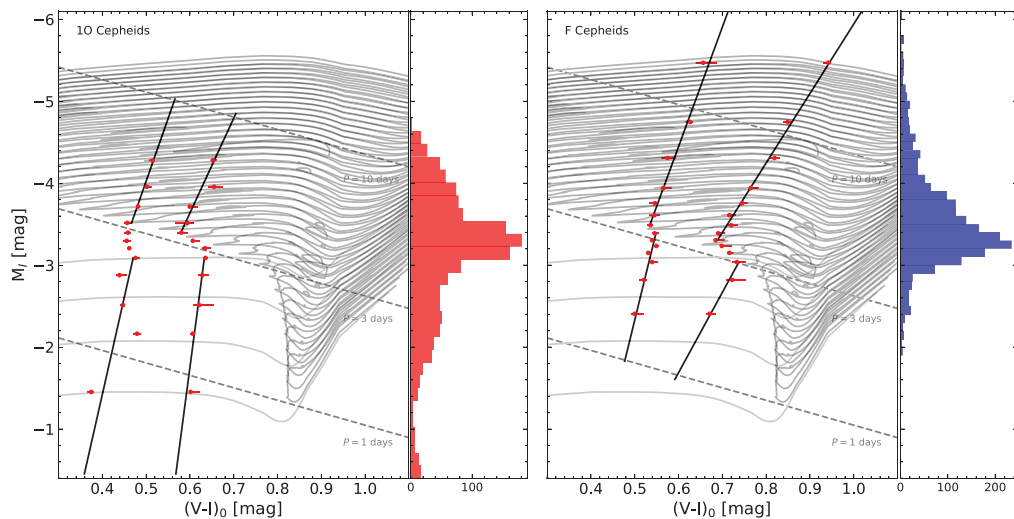 1O Cepheids
F Cepheids
−6
−5
−4
−3
−2
−1
M_I [mag]
P = 10 days
P = 3 days
P = 1 days
P = 10 days
P = 3 days
P = 1 days
0.4 0.5 0.6 0.7 0.8 0.9 1.0
0 100
0.4 0.5 0.6 0.7 0.8 0.9 1.0
0 100 200
(V-I)₀ [mag]
(V-I)₀ [mag]